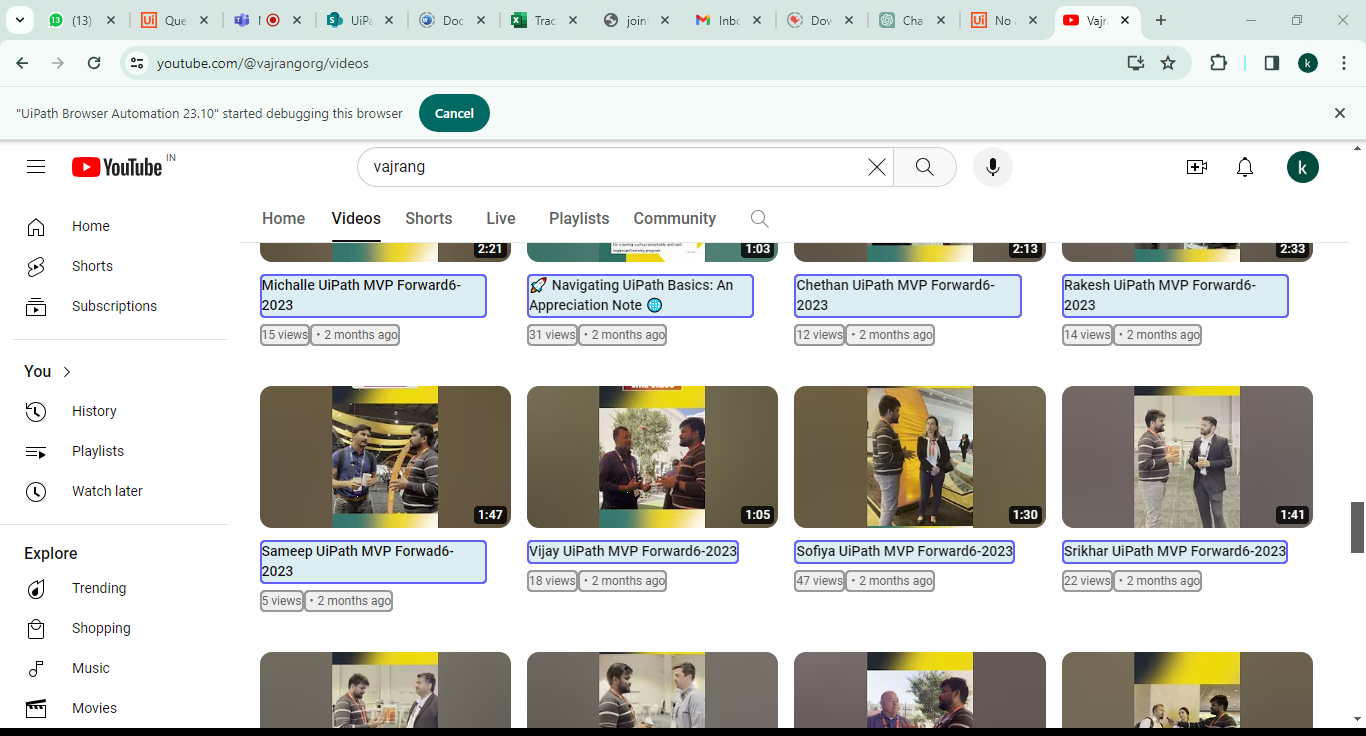 (13)
Que
UiPa
Doc
Trac
join
Inbo
Dov
Cha
No
Vajr
youtube.com/@vajrangorg/videos
k
"UiPath Browser Automation 23.10" started debugging this browser
Cancel
YouTube IN
vajrang
k
Home Videos Shorts Live Playlists Community
Home
Shorts
Subscriptions
You
History
Playlists
Watch later
Explore
Trending
Shopping
Music
Movies
2:21
Michalle UiPath MVP Forward6-
2023
15 views • 2 months ago
1:03
🚀 Navigating UiPath Basics: An
Appreciation Note 🌐
31 views • 2 months ago
2:13
Chethan UiPath MVP Forward6-
2023
12 views • 2 months ago
2:33
Rakesh UiPath MVP Forward6-
2023
14 views • 2 months ago
1:47
Sameep UiPath MVP Forwad6-
2023
5 views • 2 months ago
1:05
Vijay UiPath MVP Forward6-2023
18 views • 2 months ago
1:30
Sofiya UiPath MVP Forward6-2023
47 views • 2 months ago
1:41
Srikhar UiPath MVP Forward6-2023
22 views • 2 months ago